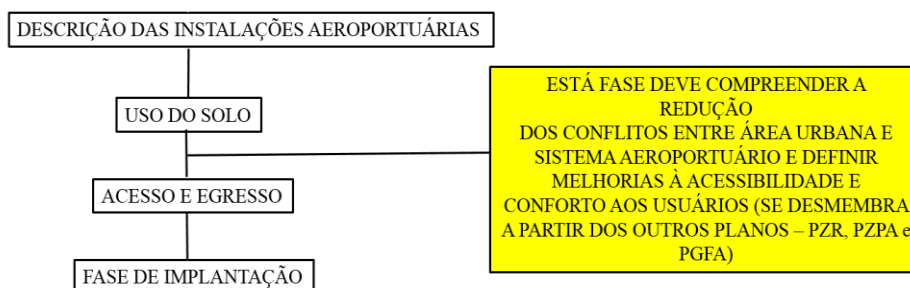 DESCRIÇÃO DAS INSTALAÇÕES AEROPORTUÁRIAS
USO DO SOLO
ESTÁ FASE DEVE COMPREENDER A
REDUÇÃO
DOS CONFLITOS ENTRE ÁREA URBANA E
SISTEMA AEROPORTUÁRIO E DEFINIR
MELHORIAS À ACESSIBILIDADE E
CONFORTO AOS USUÁRIOS (SE DESMEMBRA
A PARTIR DOS OUTROS PLANOS – PZR, PZPA e
PGFA)
ACESSO E EGRESSO
FASE DE IMPLANTAÇÃO